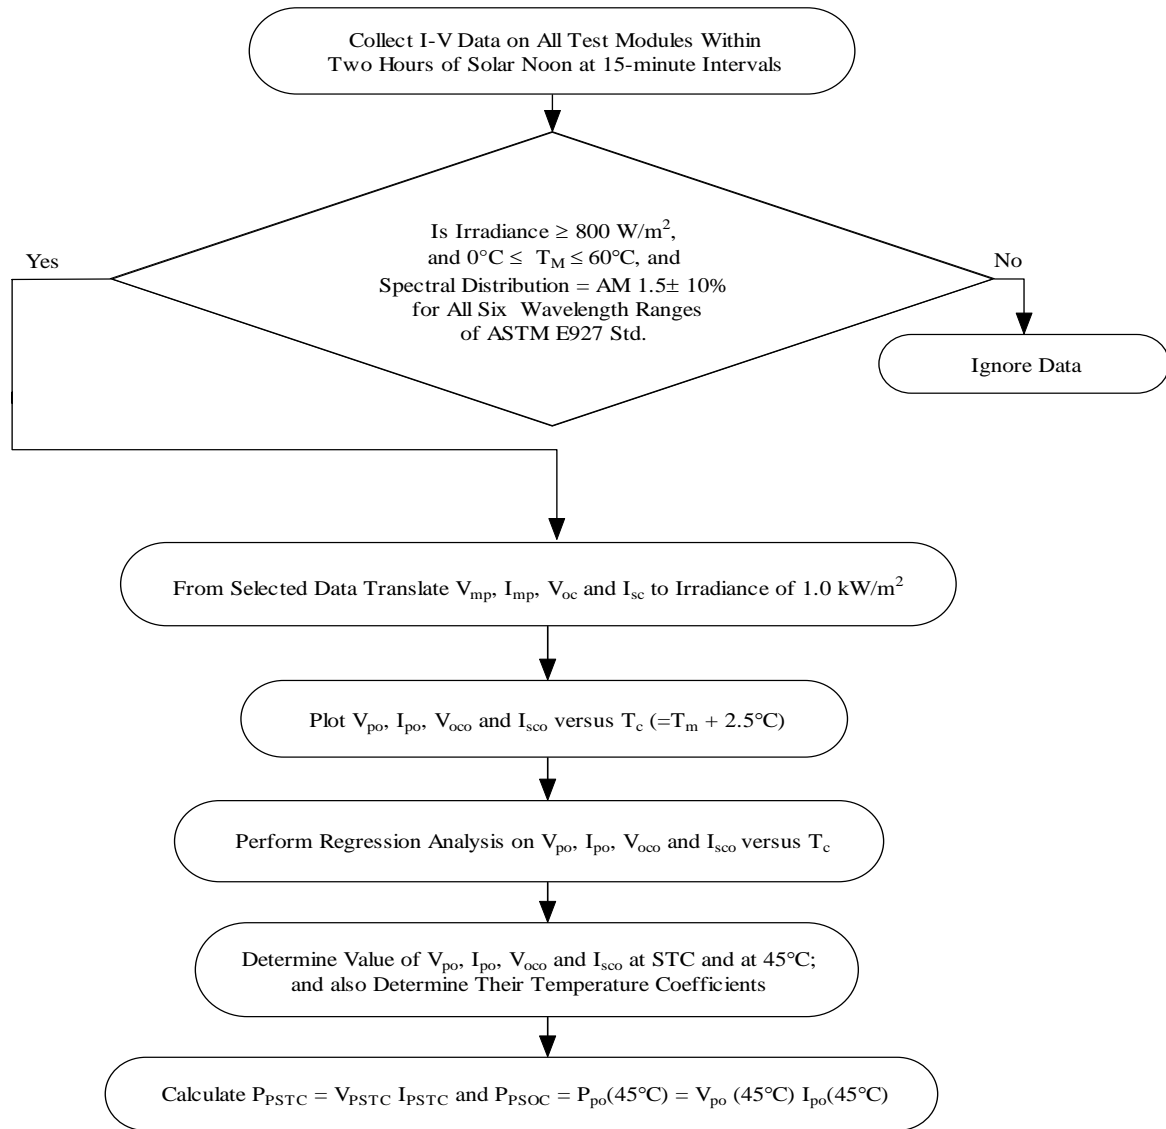 Collect I-V Data on All Test Modules Within
Two Hours of Solar Noon at 15-minute Intervals
Is Irradiance ≥ 800 W/m²,
and 0°C ≤ T_M ≤ 60°C, and
Spectral Distribution = AM 1.5± 10%
for All Six Wavelength Ranges
of ASTM E927 Std.
Yes
No
Ignore Data
From Selected Data Translate V_mp, I_mp, V_oc and I_sc to Irradiance of 1.0 kW/m²
Plot V_po, I_po, V_oco and I_sco versus T_c (=T_m + 2.5°C)
Perform Regression Analysis on V_po, I_po, V_oco and I_sco versus T_c
Determine Value of V_po, I_po, V_oco and I_sco at STC and at 45°C;
and also Determine Their Temperature Coefficients
Calculate P_PSTC = V_PSTC I_PSTC and P_PSOC = P_po(45°C) = V_po (45°C) I_po(45°C)